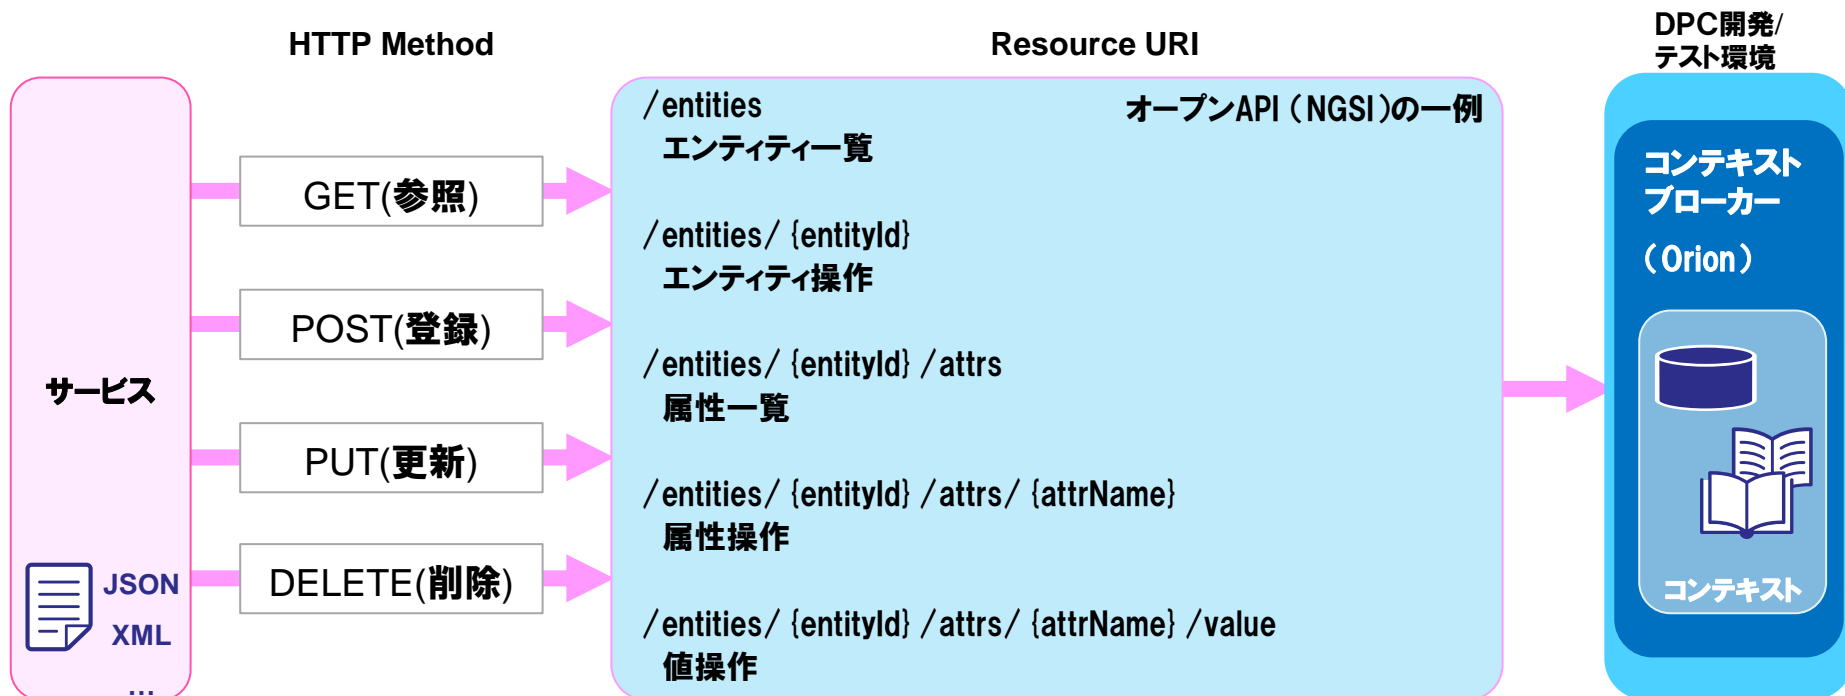 HTTP Method
Resource URI
DPC開発/
テスト環境
サービス
JSON
XML
...
GET(参照)
POST(登録)
PUT(更新)
DELETE(削除)
オープンAPI（NGSI）の一例
/entities
エンティティ一覧
/entities/ {entityId}
エンティティ操作
/entities/ {entityId} /attrs
属性一覧
/entities/ {entityId} /attrs/ {attrName}
属性操作
/entities/ {entityId} /attrs/ {attrName} /value
値操作
コンテキスト
ブローカー
（Orion）
コンテキスト